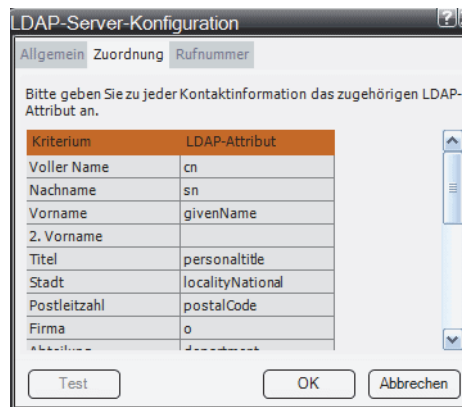 LDAP-Server-Konfiguration
Allgemein Zuordnung Rufnummer
Bitte geben Sie zu jeder Kontaktinformation das zugehörigen LDAP-
Attribut an.
Kriterium LDAP-Attribut
Voller Name cn
Nachname sn
Vorname givenName
2. Vorname
Titel personaltitle
Stadt localityNational
Postleitzahl postalCode
Firma o
Abteilung department
Test OK Abbrechen